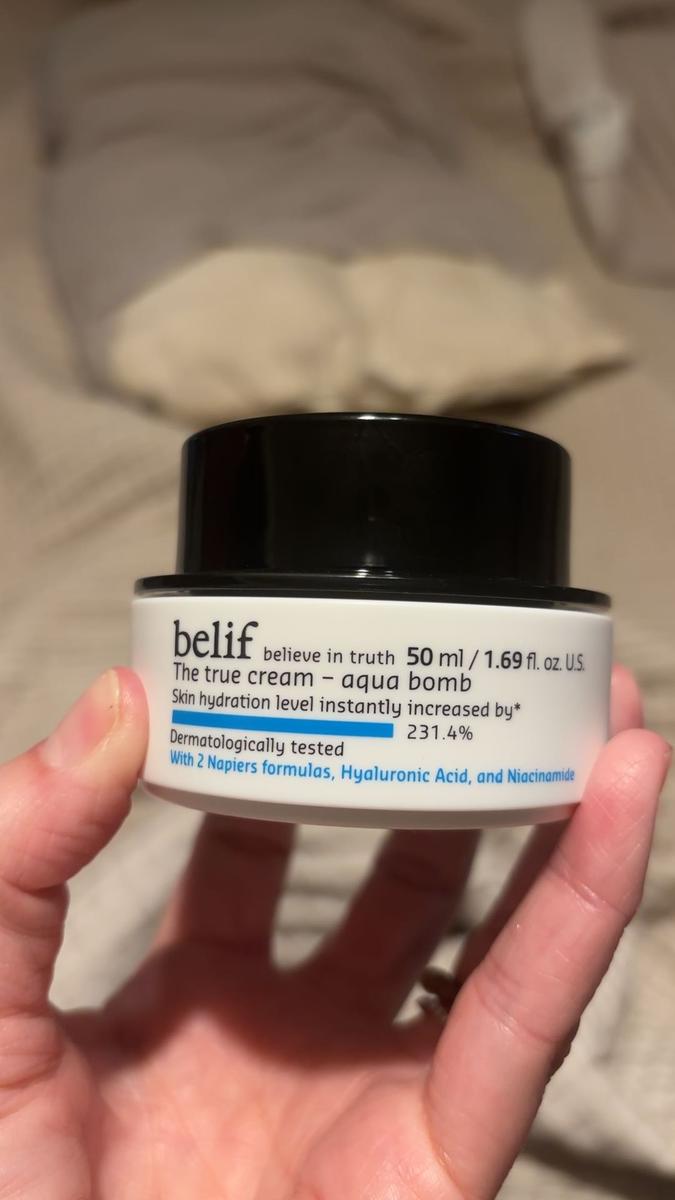 belif believe in truth 50 ml / 1.69 fl. oz. U.S.
The true cream – aqua bomb
Skin hydration level instantly increased by*
231.4%
Dermatologically tested
With 2 Napiers formulas, Hyaluronic Acid, and Niacinamide